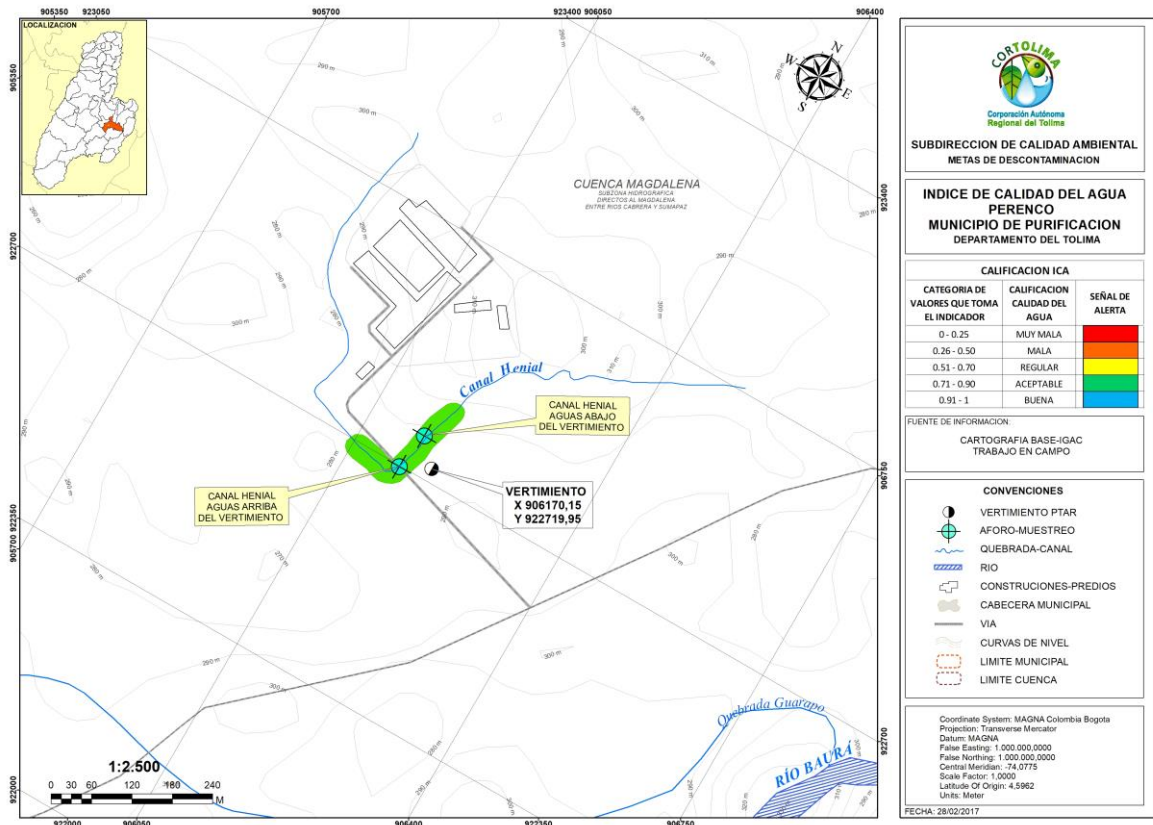 905350 923050 905700 923400 906050 906400
LOCALIZACION
905350
922700
922350
905700
922000
923400
923050
906750
922700
922000 906050 906400 922350 906750
N
W E
S
CUENCA MAGDALENA
SUBZONA HIDROGRAFICA
DIRECTOS AL MAGDALENA
ENTRE RIOS CABRERA Y SUMAPAZ
Canal Henial
CANAL HENIAL
AGUAS ABAJO
DEL VERTIMIENTO
CANAL HENIAL
AGUAS ARRIBA
DEL VERTIMIENTO
VERTIMIENTO
X 906170,15
Y 922719,95
Quebrada Guarapo
RÍO BAURÁ
290 m
300 m
280 m
310 m
270 m
320 m
1:2.500
0 15 30 60 120 180 240
M
CORTOLIMA
Corporación Autónoma
Regional del Tolima
SUBDIRECCION DE CALIDAD AMBIENTAL
METAS DE DESCONTAMINACION
INDICE DE CALIDAD DEL AGUA
PERENCO
MUNICIPIO DE PURIFICACION
DEPARTAMENTO DEL TOLIMA
CALIFICACION ICA
CATEGORIA DE VALORES QUE TOMA EL INDICADOR CALIFICACION CALIDAD DEL AGUA SEÑAL DE ALERTA
0 - 0.25 MUY MALA
0.26 - 0.50 MALA
0.51 - 0.70 REGULAR
0.71 - 0.90 ACEPTABLE
0.91 - 1 BUENA
FUENTE DE INFORMACION:
CARTOGRAFIA BASE-IGAC
TRABAJO EN CAMPO
CONVENCIONES
VERTIMIENTO PTAR
AFORO-MUESTREO
QUEBRADA-CANAL
RIO
CONSTRUCIONES-PREDIOS
CABECERA MUNICIPAL
VIA
CURVAS DE NIVEL
LIMITE MUNICIPAL
LIMITE CUENCA
Coordinate System: MAGNA Colombia Bogota
Projection: Transverse Mercator
Datum: MAGNA
False Easting: 1.000.000,0000
False Northing: 1.000.000,0000
Central Meridian: -74,0775
Scale Factor: 1,0000
Latitude Of Origin: 4,5962
Units: Meter
FECHA: 28/02/2017